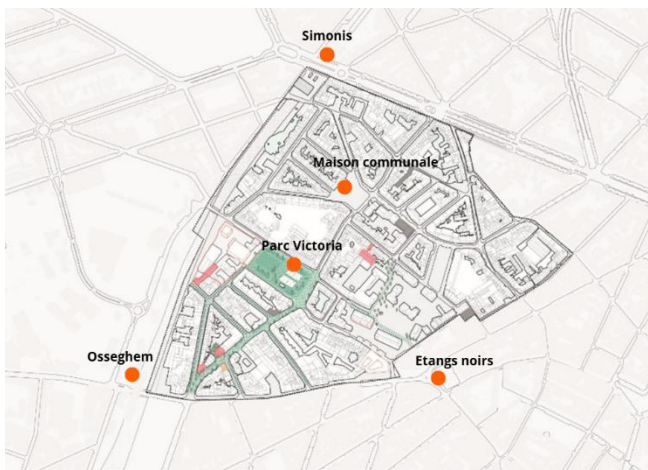 Simonis
Maison communale
Parc Victoria
Osseghem
Etangs noirs